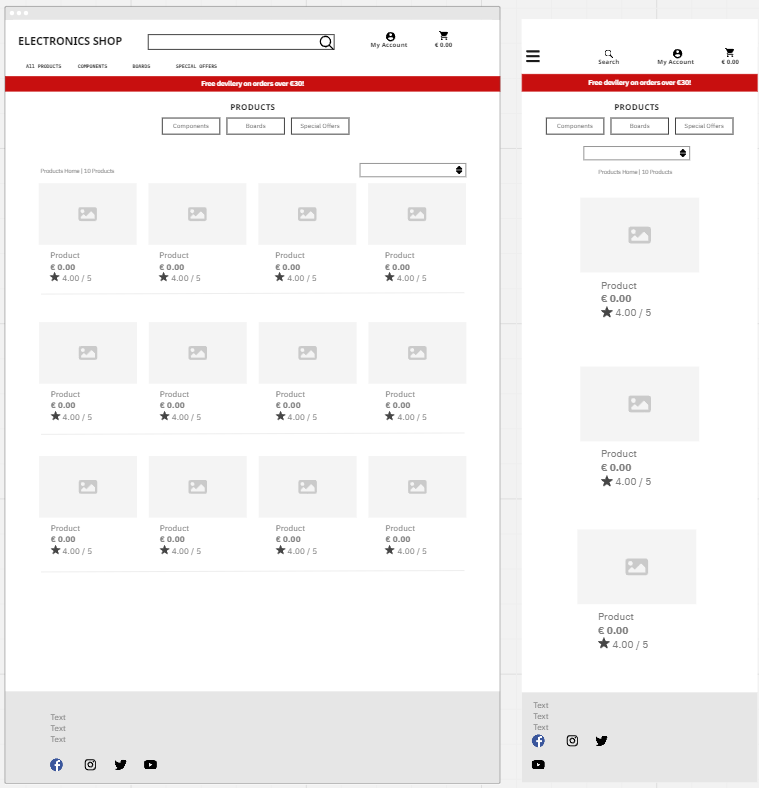 ELECTRONICS SHOP
My Account
€ 0.00
All PRODUCTS COMPONENTS BOARDS SPECIAL OFFERS
Free devliery on orders over €30!
PRODUCTS
Components Boards Special Offers
Products Home | 10 Products
Product Product Product Product
€ 0.00 € 0.00 € 0.00 € 0.00
4.00 / 5 4.00 / 5 4.00 / 5 4.00 / 5
Product Product Product Product
€ 0.00 € 0.00 € 0.00 € 0.00
4.00 / 5 4.00 / 5 4.00 / 5 4.00 / 5
Product Product Product Product
€ 0.00 € 0.00 € 0.00 € 0.00
4.00 / 5 4.00 / 5 4.00 / 5 4.00 / 5
Text
Text
Text
Search My Account € 0.00
Free devliery on orders over €30!
PRODUCTS
Components Boards Special Offers
Products Home | 10 Products
Product
€ 0.00
4.00 / 5
Product
€ 0.00
4.00 / 5
Product
€ 0.00
4.00 / 5
Text
Text
Text